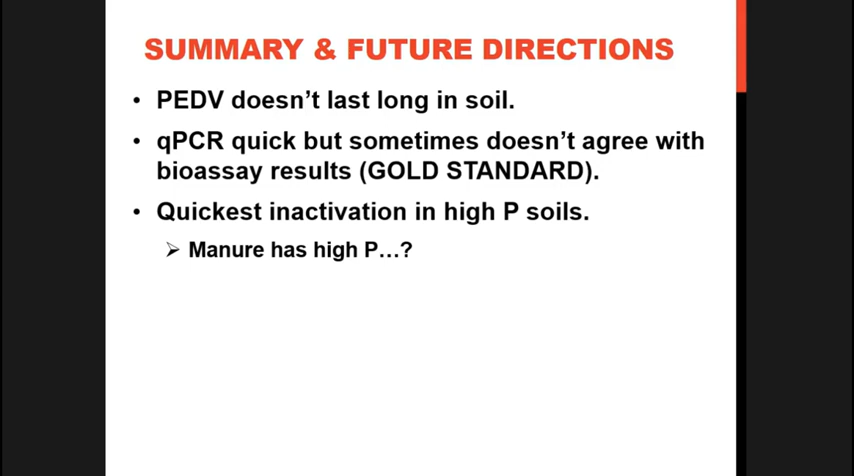 SUMMARY & FUTURE DIRECTIONS
• PEDV doesn't last long in soil.
• qPCR quick but sometimes doesn't agree with
bioassay results (GOLD STANDARD).
• Quickest inactivation in high P soils.
➢ Manure has high P…?